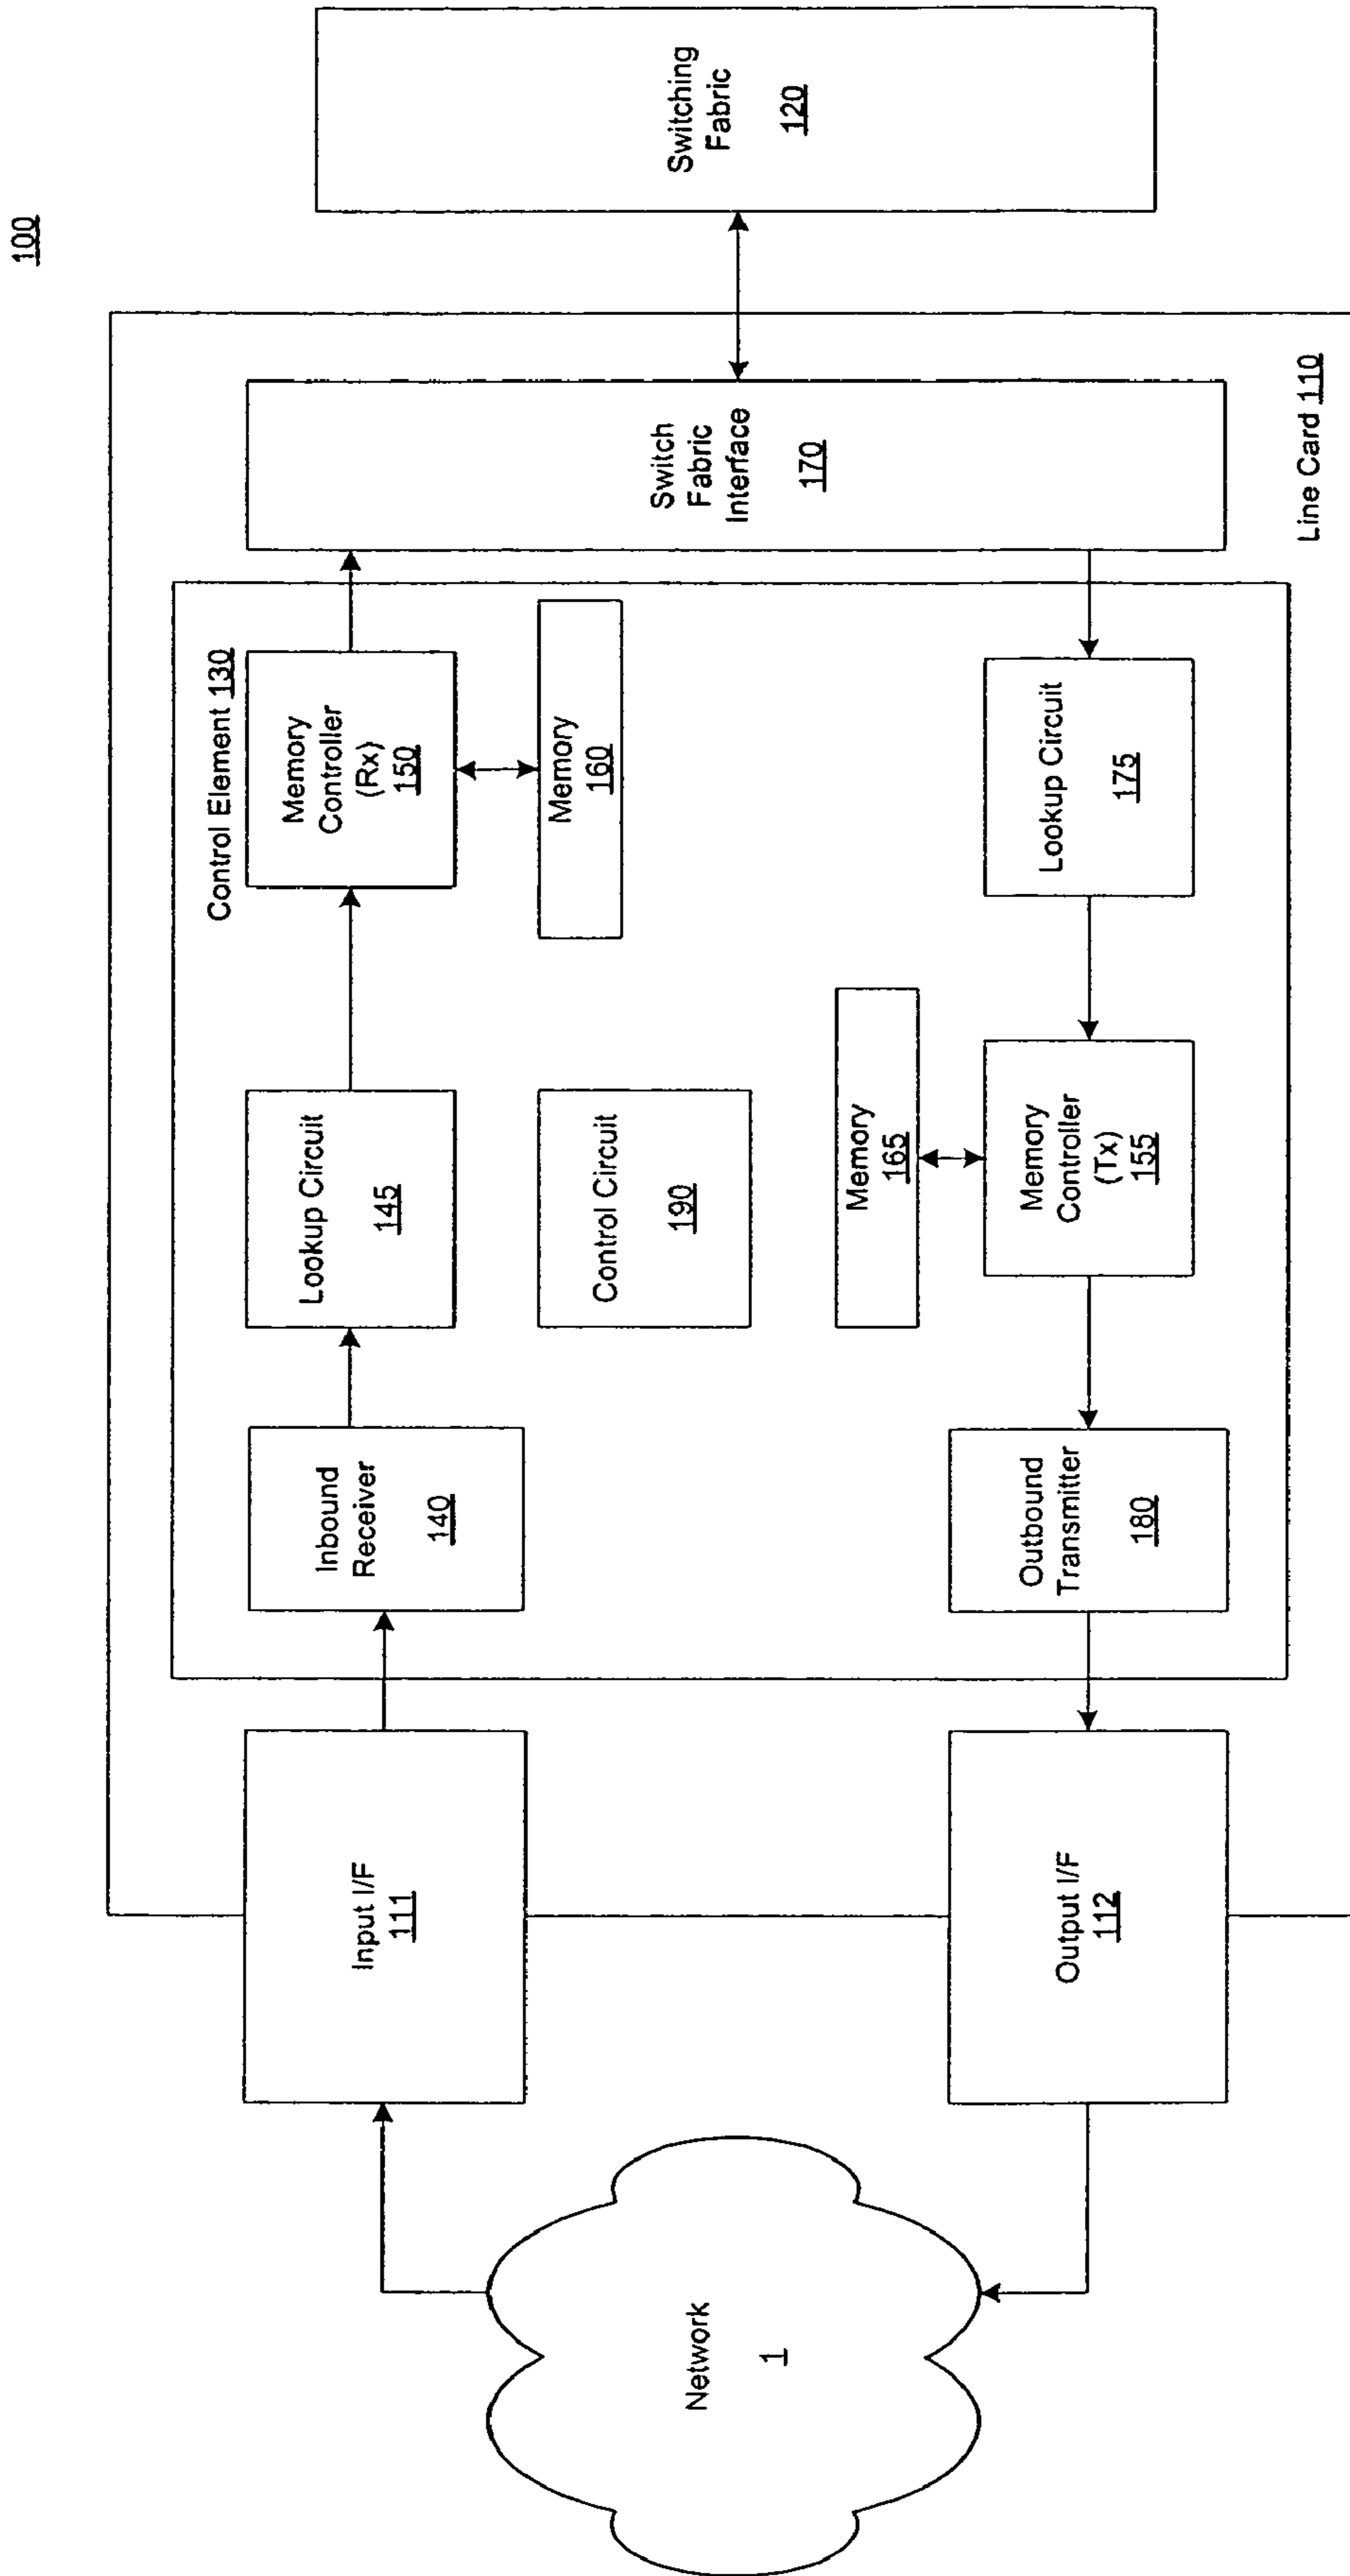 100
Network
1
Input I/F
111
Output I/F
112
Line Card 110
Control Element 130
Inbound
Receiver
140
Lookup Circuit
145
Memory
Controller
(Rx)
150
Memory
160
Control Circuit
190
Memory
165
Outbound
Transmitter
180
Memory
Controller
(Tx)
155
Lookup Circuit
175
Switch
Fabric
Interface
170
Switching
Fabric
120